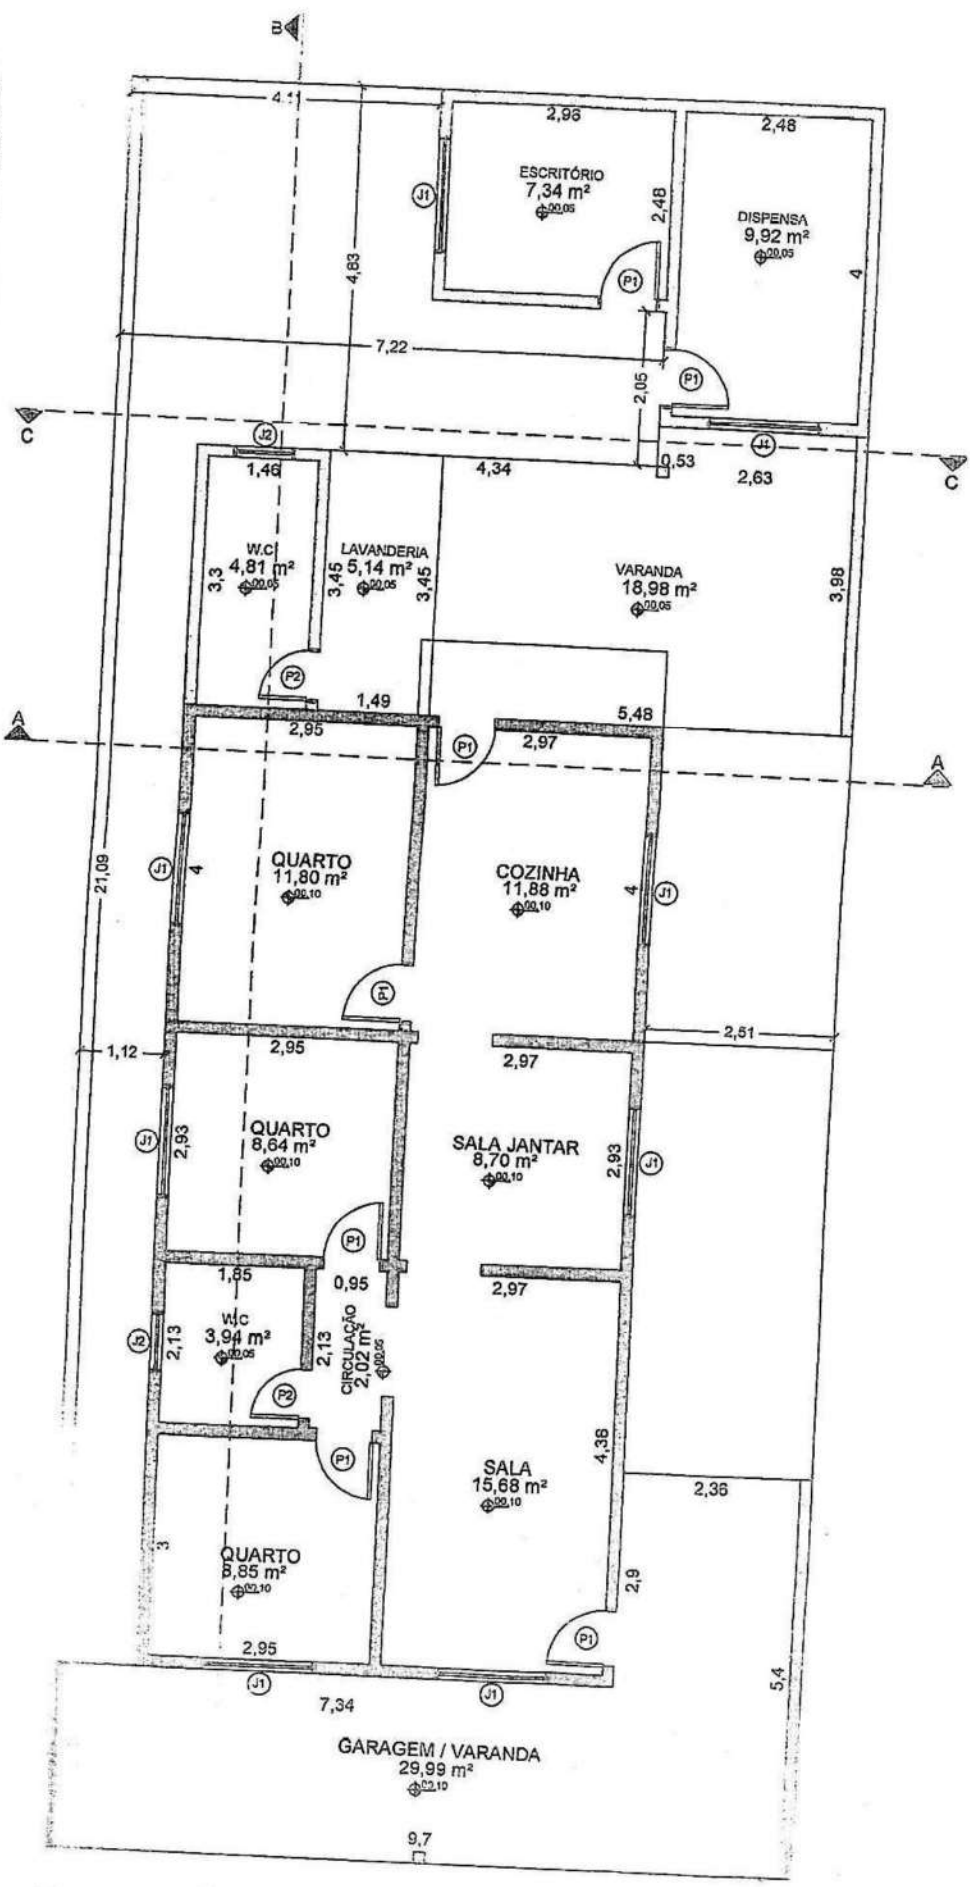 B
4.11
2,96
2,48
ESCRITÓRIO
7,34 m²
00.05
J1
2,48
P1
DISPENSA
9,92 m²
00.05
4
4,83
7,22
2,05
P1
C
J2
1,46
4,34
0,53
J1
2,63
C
W.C
4,81 m²
00.05
3,3
3,45
LAVANDERIA
5,14 m²
00.05
3,45
VARANDA
18,98 m²
00.05
3,98
P2
1,49
5,48
A
2,95
P1
2,97
A
21,09
J1
4
QUARTO
11,80 m²
00.10
COZINHA
11,88 m²
00.10
4
J1
P1
2,95
2,97
2,51
1,12
J1
2,93
QUARTO
8,64 m²
00.10
SALA JANTAR
8,70 m²
00.10
2,93
J1
P1
1,85
0,95
2,97
W.C
3,94 m²
00.05
J2
2,13
2,13
CIRCULAÇÃO
2,02 m²
00.05
P2
P1
4,38
SALA
15,68 m²
00.10
2,36
3
QUARTO
8,85 m²
00.10
2,9
P1
2,95
J1
J1
7,34
5,4
GARAGEM / VARANDA
29,99 m²
00.10
9,7